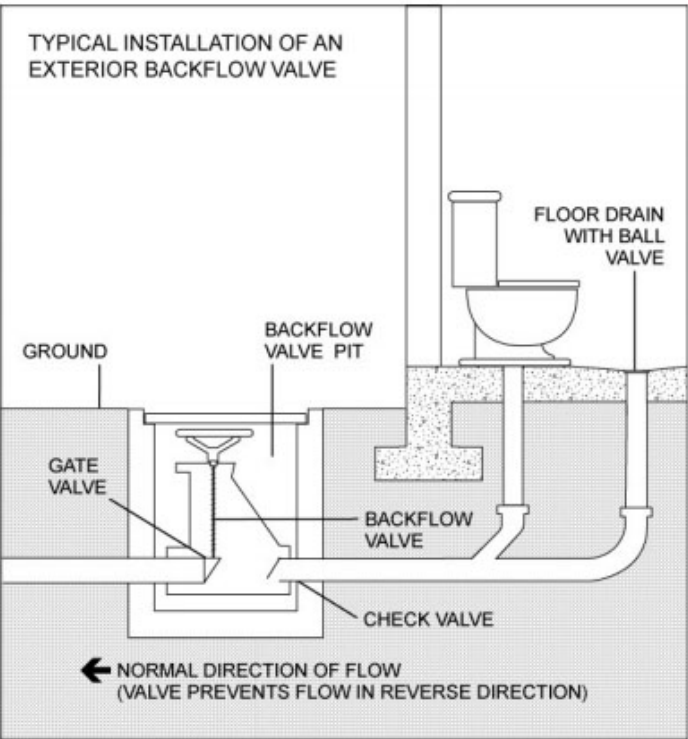 TYPICAL INSTALLATION OF AN
EXTERIOR BACKFLOW VALVE
FLOOR DRAIN
WITH BALL
VALVE
BACKFLOW
VALVE PIT
GROUND
GATE
VALVE
BACKFLOW
VALVE
CHECK VALVE
NORMAL DIRECTION OF FLOW
(VALVE PREVENTS FLOW IN REVERSE DIRECTION)